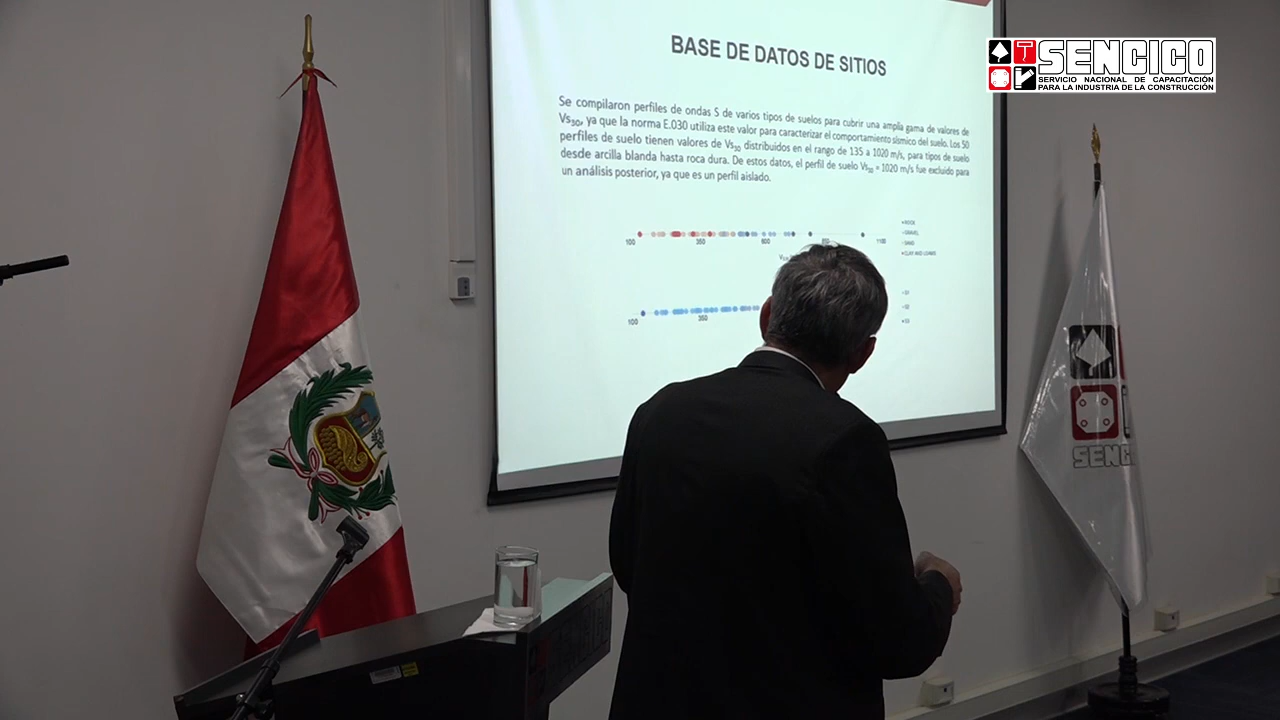 BASE DE DATOS DE SITIOS
SENCICO
SERVICIO NACIONAL DE CAPACITACIÓN
PARA LA INDUSTRIA DE LA CONSTRUCCIÓN
Se compilaron perfiles de ondas S de varios tipos de suelos para cubrir una amplia gama de valores de
Vs30, ya que la norma E.030 utiliza este valor para caracterizar el comportamiento sísmico del suelo. Los 50
perfiles de suelo tienen valores de Vs30 distribuidos en el rango de 135 a 1020 m/s, para tipos de suelo
desde arcilla blanda hasta roca dura. De estos datos, el perfil de suelo Vs30 = 1020 m/s fue excluido para
un análisis posterior, ya que es un perfil aislado.
ROCK
GRAVEL
SAND
CLAY AND LOAMS
100 350 600 1100
S1
S2
S3
100 350
SENC